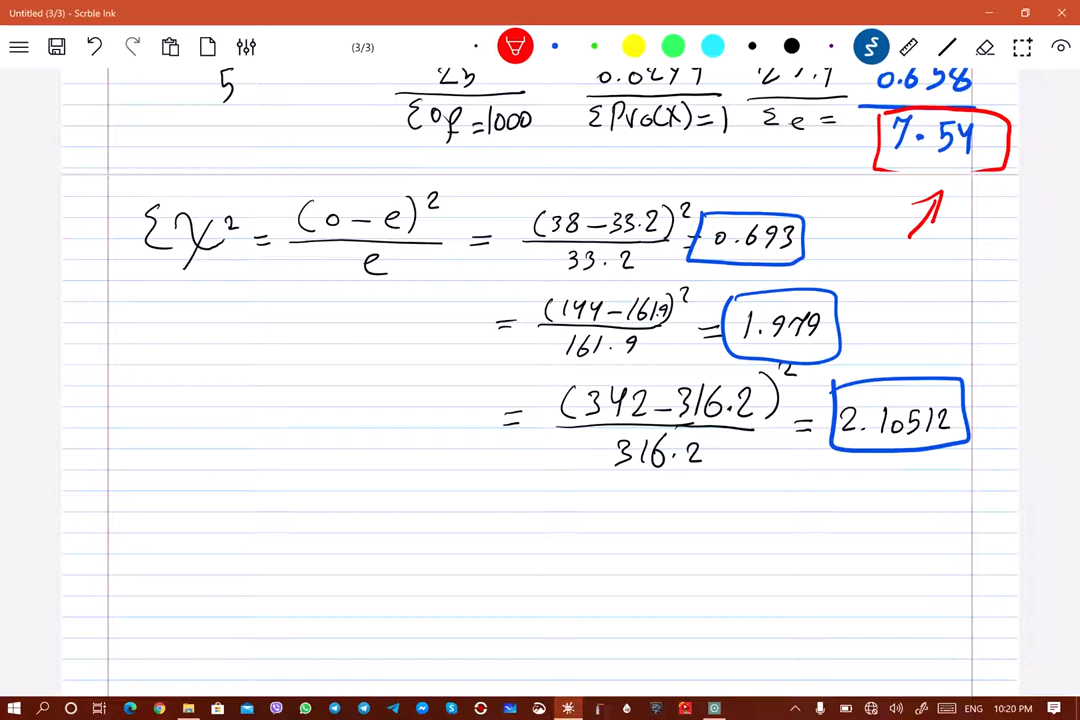 Untitled (3/3) - Scrble Ink
(3/3)
5 0.658
Σof =1000 ΣPro(X) = 1 Σe = 7.54
Σχ² = (o - e)² / e = (38 - 33.2)² / 33.2 = 0.693
= (144 - 161.9)² / 161.9 = 1.979
= (342 - 316.2)² / 316.2 = 2.10512
ENG 10:20 PM